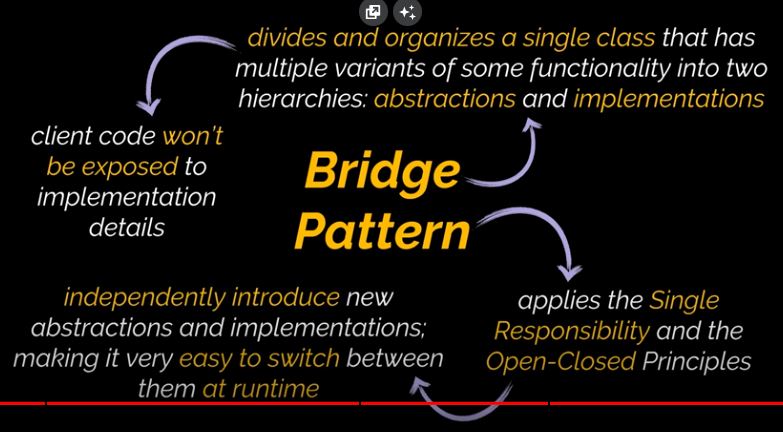 divides and organizes a single class that has
multiple variants of some functionality into two
hierarchies: abstractions and implementations
client code won't
be exposed to
implementation
details
Bridge
Pattern
independently introduce new
abstractions and implementations;
making it very easy to switch between
them at runtime
applies the Single
Responsibility and the
Open-Closed Principles